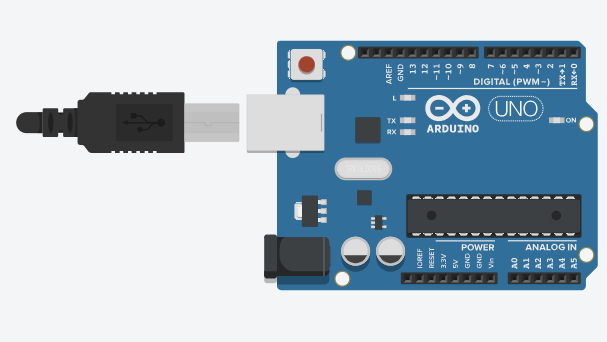 AREF
GND
13
12
~11
~10
~9
8
7
~6
~5
4
~3
2
TX→1
RX←0
DIGITAL (PWM~)
L
TX
RX
ARDUINO
UNO
ON
POWER
ANALOG IN
IOREF
RESET
3.3V
5V
GND
GND
Vin
A0
A1
A2
A3
A4
A5